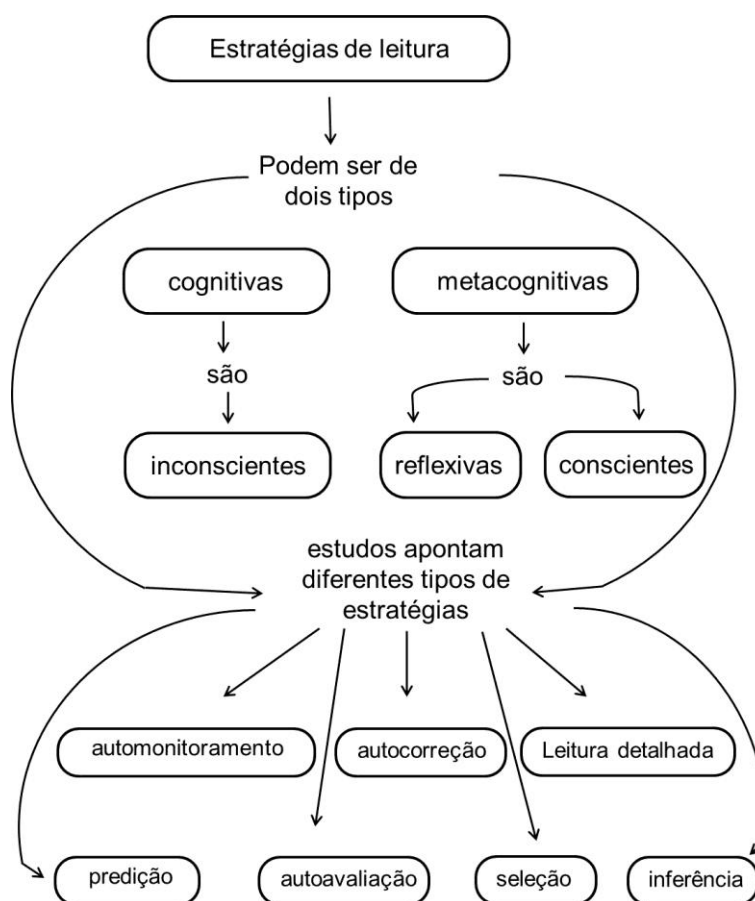 Estratégias de leitura
Podem ser de
dois tipos
cognitivas
metacognitivas
são
são
inconscientes
reflexivas
conscientes
estudos apontam
diferentes tipos de
estratégias
automonitoramento
autocorreção
Leitura detalhada
predição
autoavaliação
seleção
inferência